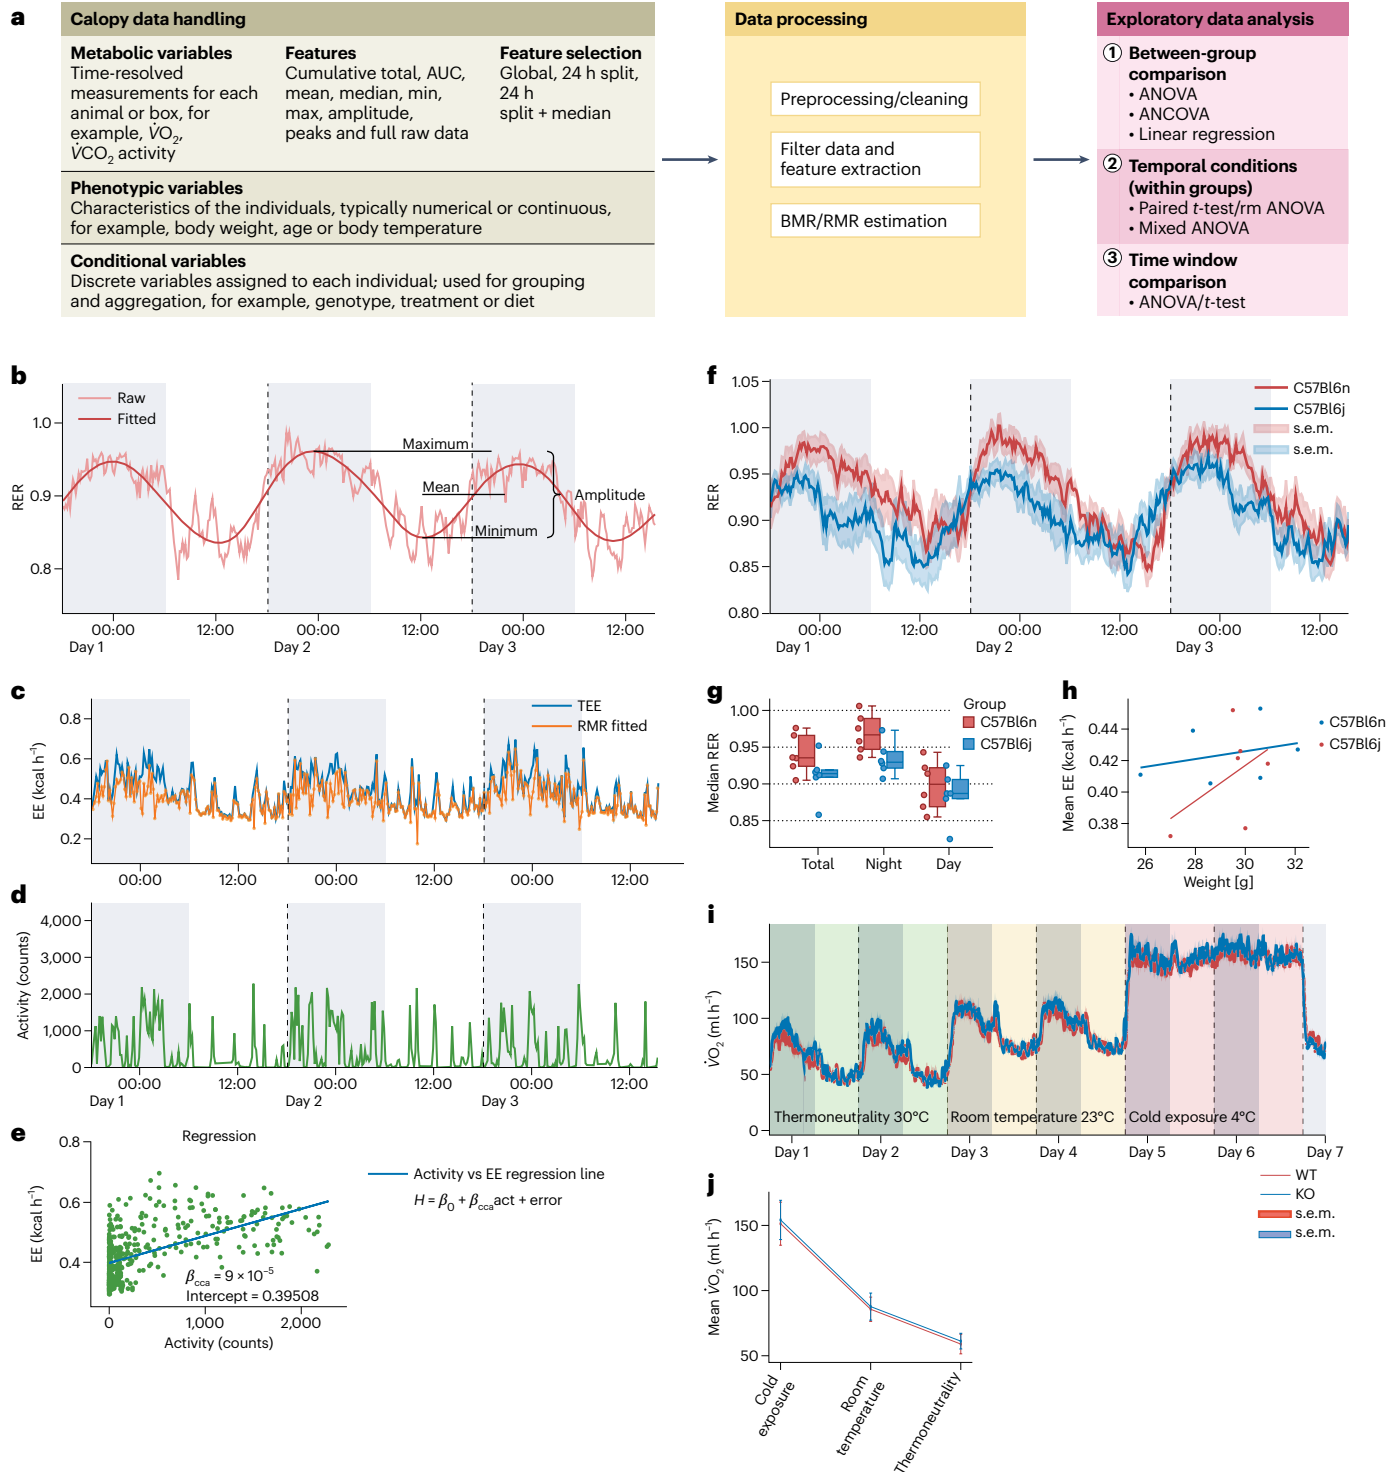 a
Calopy data handling
Metabolic variables
Time-resolved
measurements for each
animal or box, for
example, V̇O₂,
V̇CO₂ activity
Features
Cumulative total, AUC,
mean, median, min,
max, amplitude,
peaks and full raw data
Feature selection
Global, 24 h split,
24 h
split + median
Phenotypic variables
Characteristics of the individuals, typically numerical or continuous,
for example, body weight, age or body temperature
Conditional variables
Discrete variables assigned to each individual; used for grouping
and aggregation, for example, genotype, treatment or diet
Data processing
Preprocessing/cleaning
Filter data and
feature extraction
BMR/RMR estimation
Exploratory data analysis
1 Between-group
comparison
• ANOVA
• ANCOVA
• Linear regression
2 Temporal conditions
(within groups)
• Paired t-test/rm ANOVA
• Mixed ANOVA
3 Time window
comparison
• ANOVA/t-test
b
Raw
Fitted
Maximum
Mean
Minimum
Amplitude
RER
1.0
0.9
0.8
00:00 12:00 00:00 12:00 00:00 12:00
Day 1 Day 2 Day 3
c
TEE
RMR fitted
EE (kcal h⁻¹)
0.8
0.6
0.4
0.2
00:00 12:00 00:00 12:00 00:00 12:00
d
Activity (counts)
4,000
3,000
2,000
1,000
0
00:00 12:00 00:00 12:00 00:00 12:00
Day 1 Day 2 Day 3
e
Regression
EE (kcal h⁻¹)
0.8
0.6
0.4
βcca = 9 × 10⁻⁵
Intercept = 0.39508
0 1,000 2,000
Activity (counts)
Activity vs EE regression line
H = β₀ + βccaact + error
f
C57Bl6n
C57Bl6j
s.e.m.
s.e.m.
RER
1.05
1.00
0.95
0.90
0.85
0.80
00:00 12:00 00:00 12:00 00:00 12:00
Day 1 Day 2 Day 3
g
Group
C57Bl6n
C57Bl6j
Median RER
1.00
0.95
0.90
0.85
Total Night Day
h
C57Bl6n
C57Bl6j
Mean EE (kcal h⁻¹)
0.44
0.42
0.40
0.38
26 28 30 32
Weight [g]
i
V̇O₂ (ml h⁻¹)
150
100
50
0
Thermoneutrality 30°C Room temperature 23°C Cold exposure 4°C
Day 1 Day 2 Day 3 Day 4 Day 5 Day 6 Day 7
WT
KO
s.e.m.
s.e.m.
j
Mean V̇O₂ (ml h⁻¹)
150
100
50
Cold
exposure
Room
temperature
Thermoneutrality